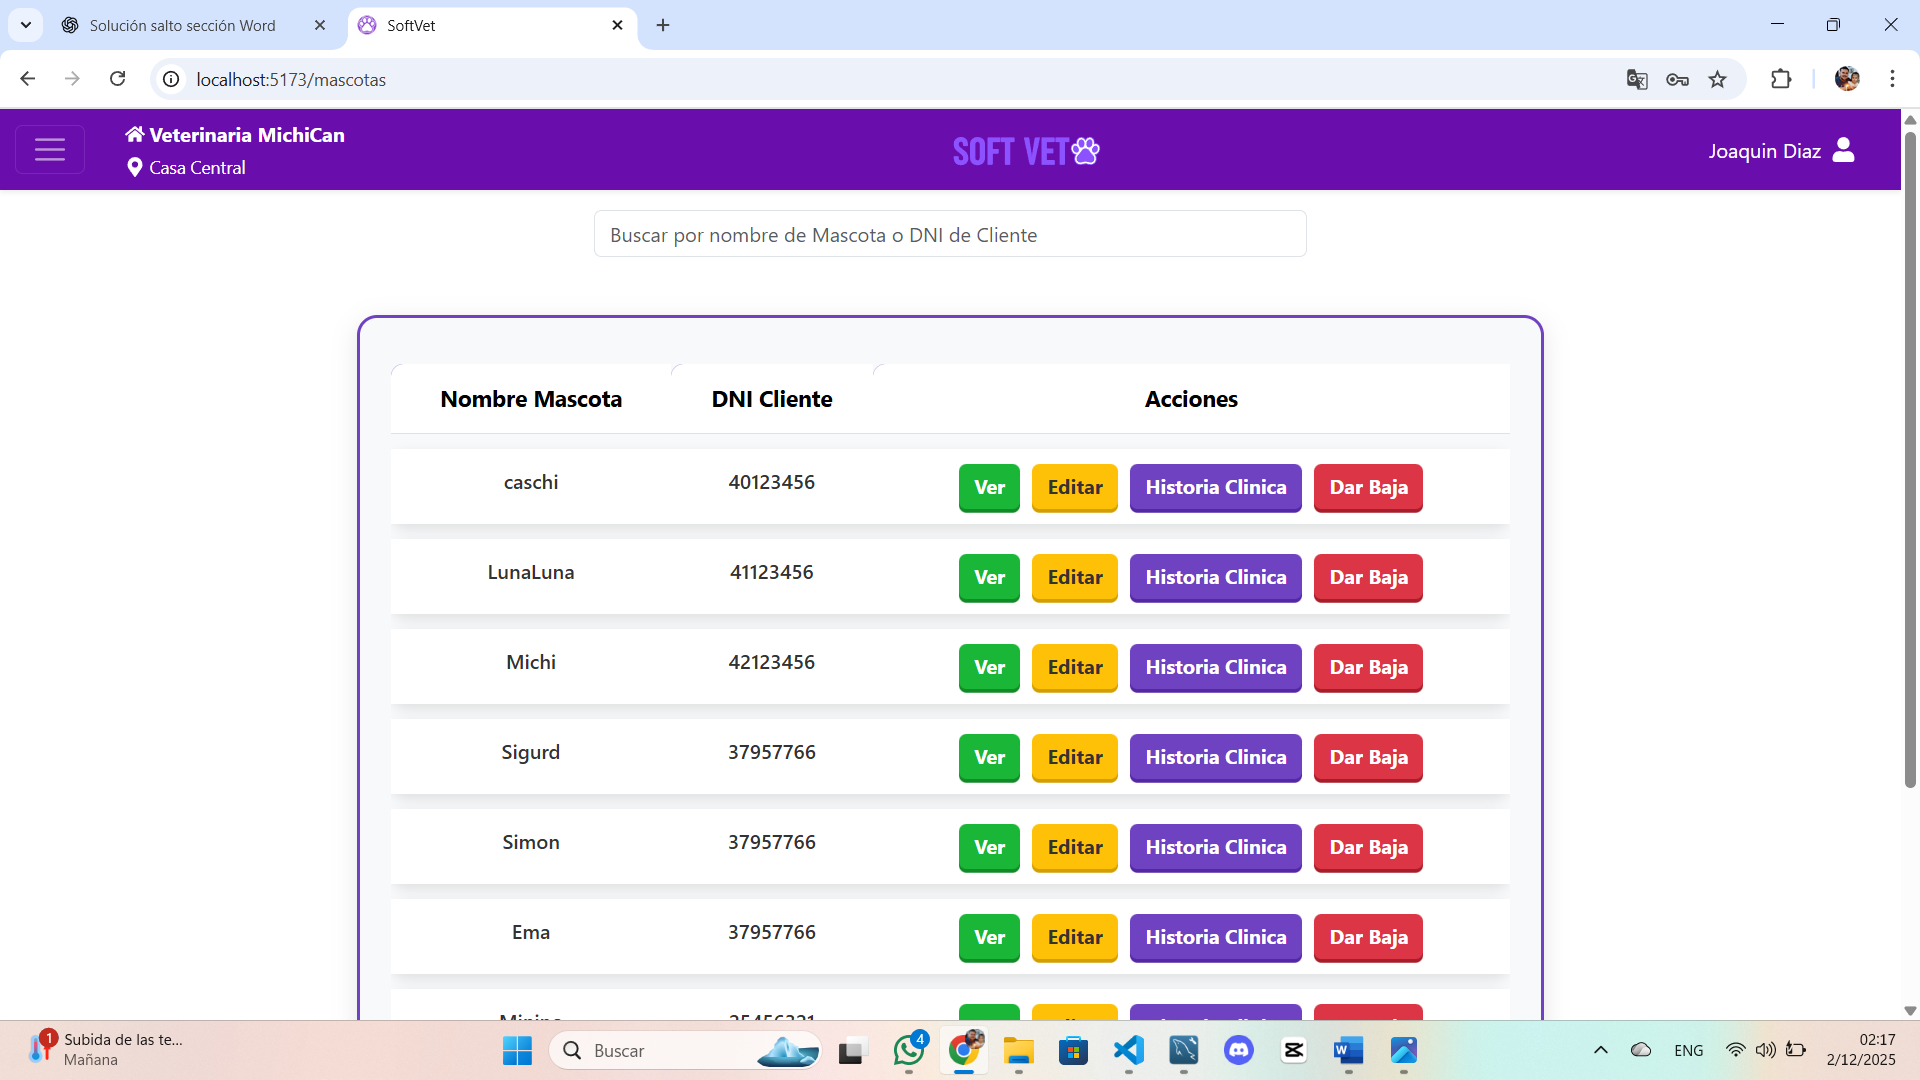 Solución salto sección Word
SoftVet
localhost:5173/mascotas
Veterinaria MichiCan
Casa Central
SOFT VET
Joaquin Diaz
Buscar por nombre de Mascota o DNI de Cliente
Nombre Mascota DNI Cliente Acciones
caschi 40123456 Ver Editar Historia Clinica Dar Baja
LunaLuna 41123456 Ver Editar Historia Clinica Dar Baja
Michi 42123456 Ver Editar Historia Clinica Dar Baja
Sigurd 37957766 Ver Editar Historia Clinica Dar Baja
Simon 37957766 Ver Editar Historia Clinica Dar Baja
Ema 37957766 Ver Editar Historia Clinica Dar Baja
1
Subida de las te...
Mañana
Buscar
4
ENG
02:17
2/12/2025